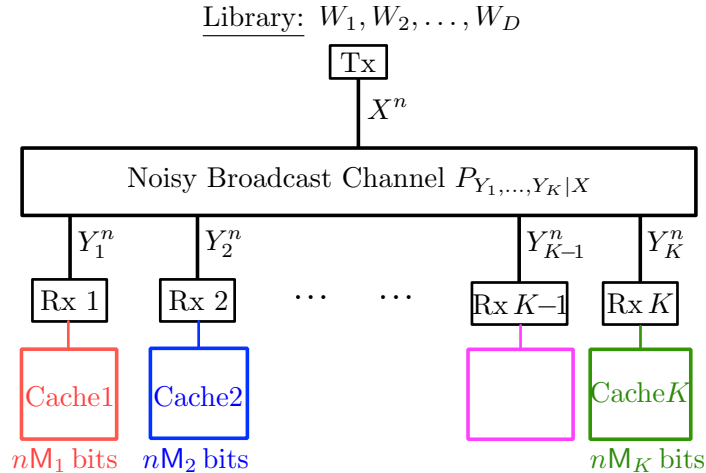 Library: W_1, W_2, . . . , W_D
Tx
X^n
Noisy Broadcast Channel P_{Y_1,...,Y_K|X}
Y_1^n Y_2^n Y_{K-1}^n Y_K^n
Rx 1 Rx 2 ... ... Rx K-1 Rx K
Cache1 Cache2 CacheK
nM_1 bits nM_2 bits nM_K bits